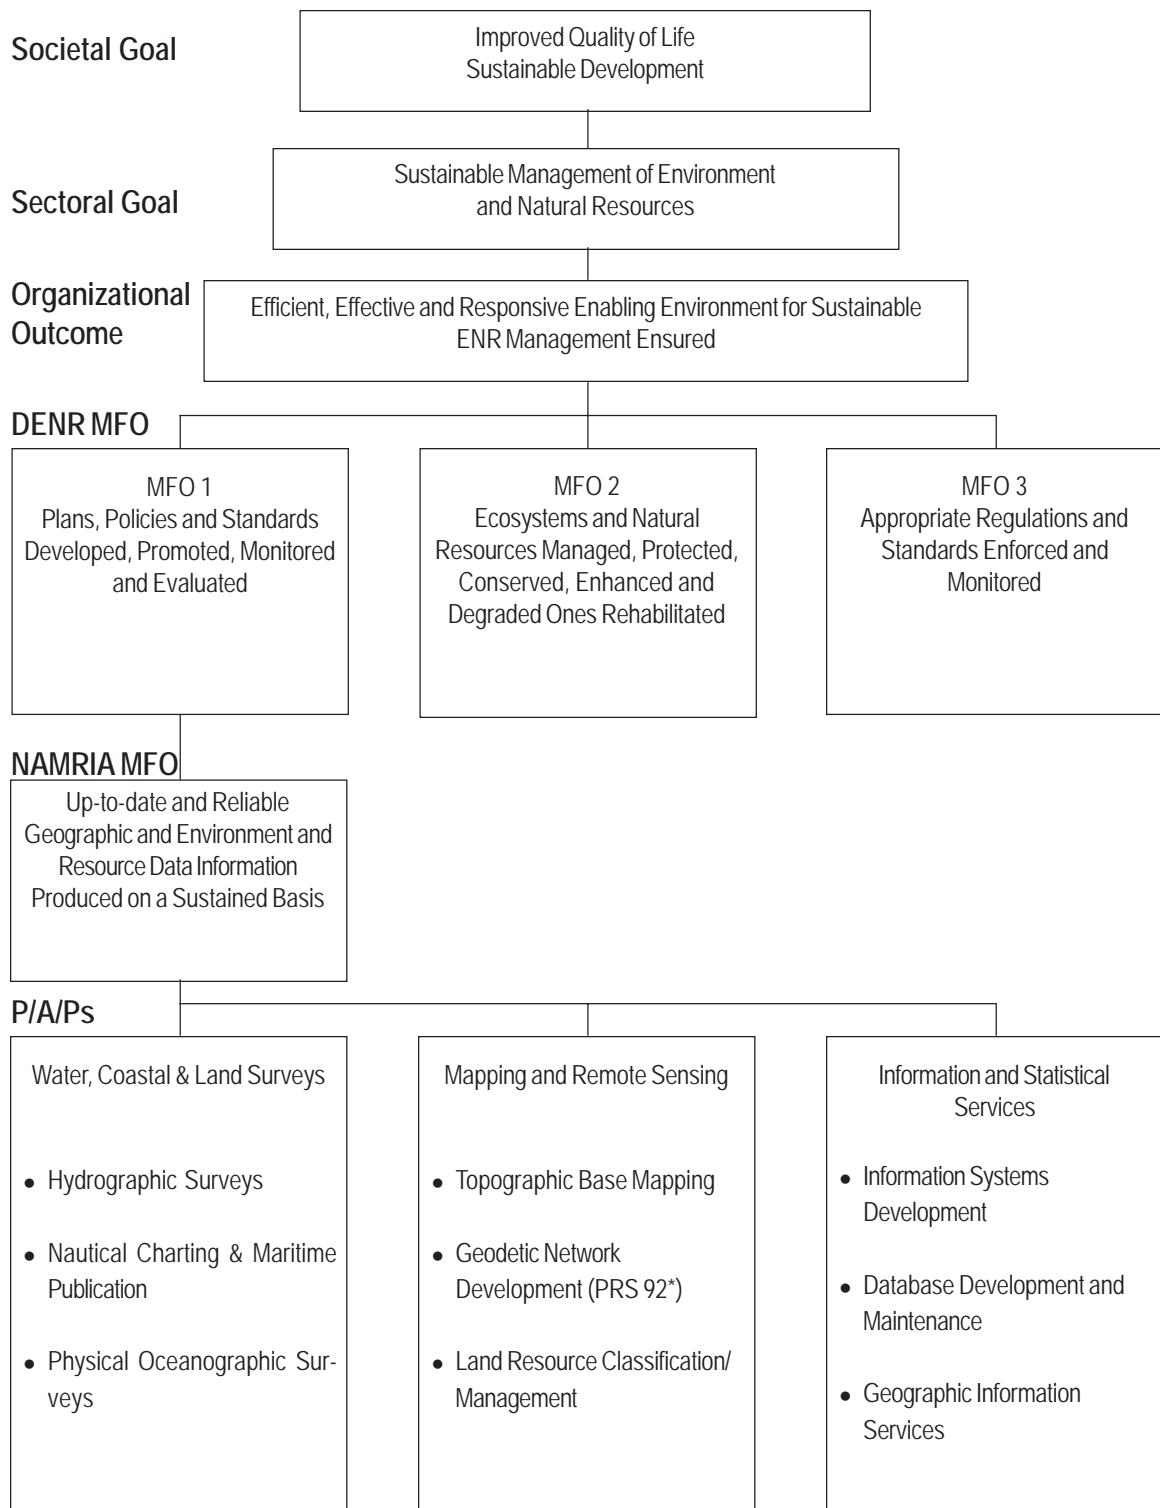 Societal Goal
Improved Quality of Life
Sustainable Development
Sectoral Goal
Sustainable Management of Environment
and Natural Resources
Organizational
Outcome
Efficient, Effective and Responsive Enabling Environment for Sustainable
ENR Management Ensured
DENR MFO
MFO 1
Plans, Policies and Standards
Developed, Promoted, Monitored
and Evaluated
MFO 2
Ecosystems and Natural
Resources Managed, Protected,
Conserved, Enhanced and
Degraded Ones Rehabilitated
MFO 3
Appropriate Regulations and
Standards Enforced and
Monitored
NAMRIA MFO
Up-to-date and Reliable
Geographic and Environment and
Resource Data Information
Produced on a Sustained Basis
P/A/Ps
Water, Coastal & Land Surveys
• Hydrographic Surveys
• Nautical Charting & Maritime
Publication
• Physical Oceanographic Sur-
veys
Mapping and Remote Sensing
• Topographic Base Mapping
• Geodetic Network
Development (PRS 92*)
• Land Resource Classification/
Management
Information and Statistical
Services
• Information Systems
Development
• Database Development and
Maintenance
• Geographic Information
Services